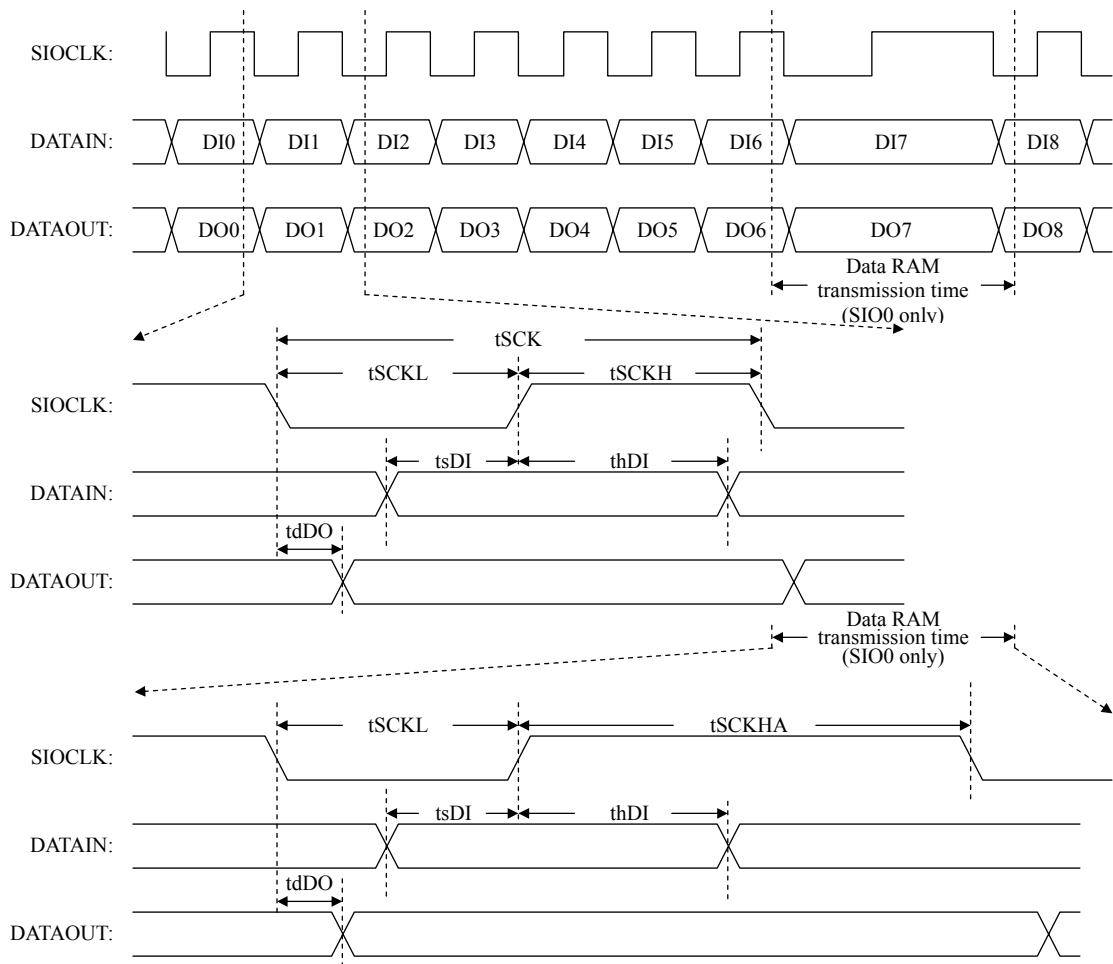 SIOCLK:
DATAIN: DI0 DI1 DI2 DI3 DI4 DI5 DI6 DI7 DI8
DATAOUT: DO0 DO1 DO2 DO3 DO4 DO5 DO6 DO7 DO8
Data RAM
transmission time
(SIO0 only)
tSCK
tSCKL tSCKH
SIOCLK:
tsDI thDI
DATAIN:
tdDO
DATAOUT:
Data RAM
transmission time
(SIO0 only)
tSCKL tSCKHA
SIOCLK:
tsDI thDI
DATAIN:
tdDO
DATAOUT: